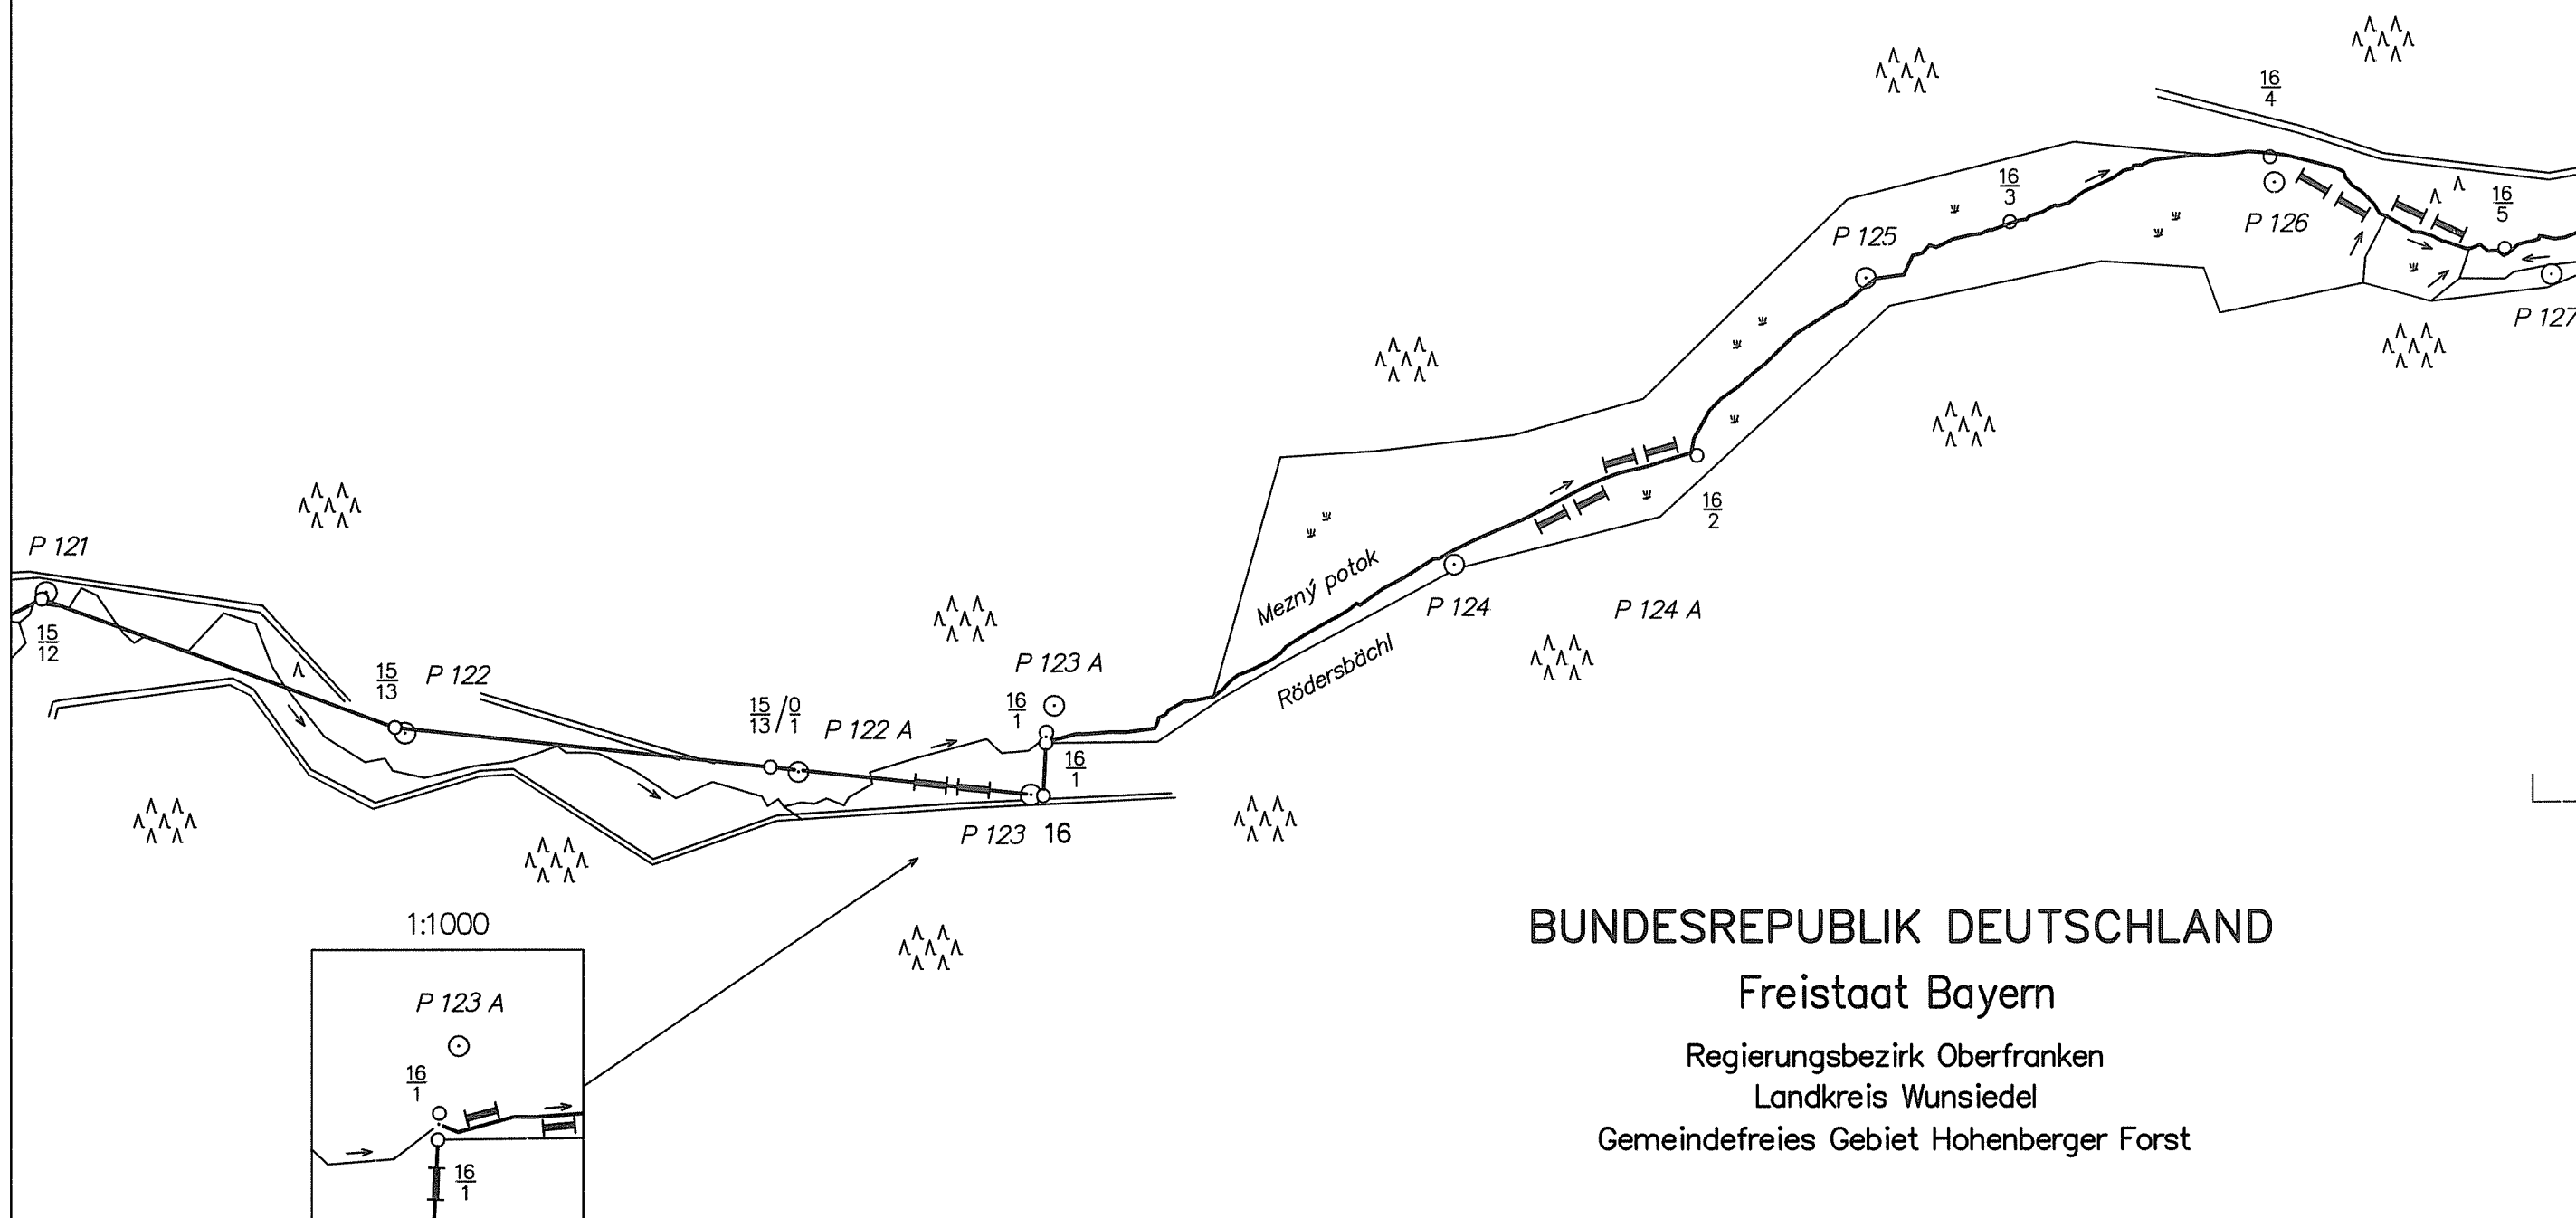 16
4
16
3
16
5
P 125
P 126
P 127
16
2
P 121
Mezný potok
P 124
P 124 A
15
12
Rödersbächl
15
13
P 122
P 123 A
16
1
15/13 / 0/1
P 122 A
16
1
P 123
16
1:1000
BUNDESREPUBLIK DEUTSCHLAND
Freistaat Bayern
P 123 A
Regierungsbezirk Oberfranken
16
1
Landkreis Wunsiedel
Gemeindefreies Gebiet Hohenberger Forst
16
1